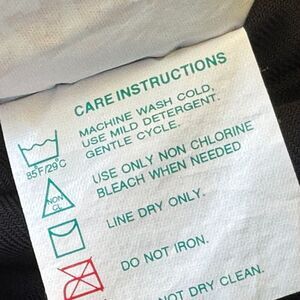 CARE INSTRUCTIONS
MACHINE WASH COLD,
USE MILD DETERGENT.
GENTLE CYCLE.
85°F/29°C
USE ONLY NON CHLORINE
BLEACH WHEN NEEDED
NON
CL
LINE DRY ONLY.
DO NOT IRON.
NOT DRY CLEAN.